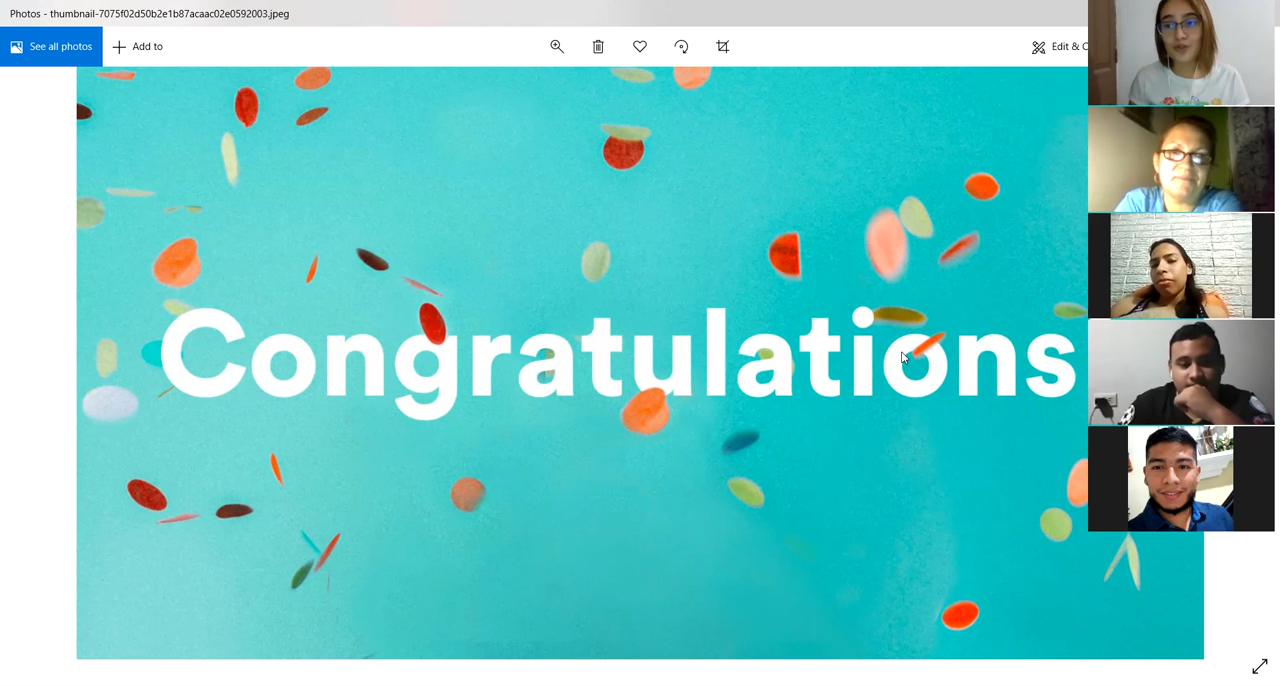 Photos - thumbnail-7075f02d50b2e1b87acaac02e0592003.jpeg
See all photos
Add to
Edit & C
Congratulations